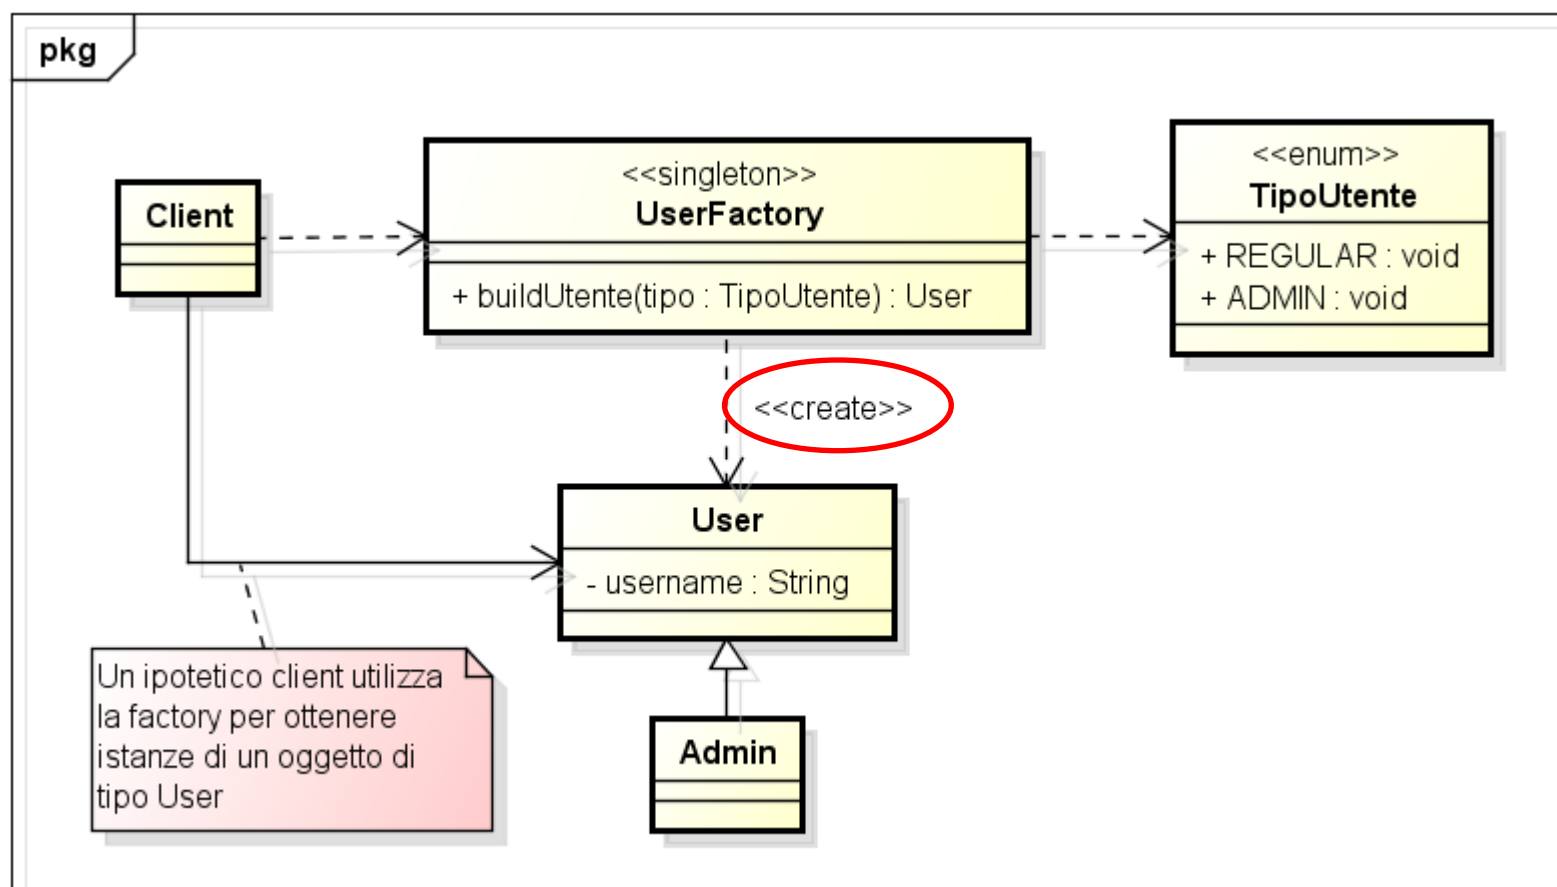 pkg
Client
<<singleton>>
UserFactory
+ buildUtente(tipo : TipoUtente) : User
<<enum>>
TipoUtente
+ REGULAR : void
+ ADMIN : void
<<create>>
User
- username : String
Un ipotetico client utilizza
la factory per ottenere
istanze di un oggetto di
tipo User
Admin